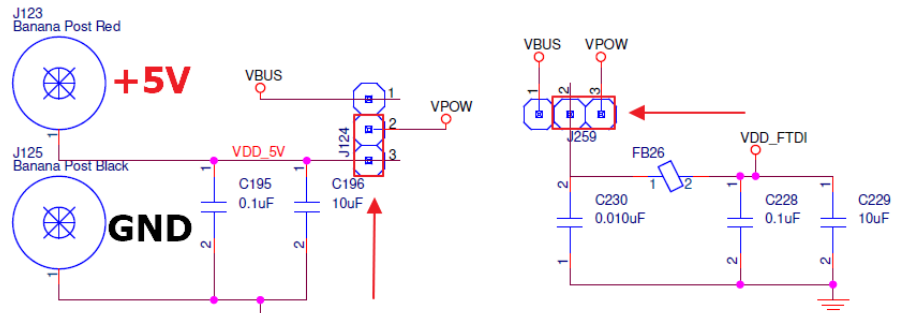 J123
Banana Post Red
+5V
VBUS
1
2
VPOW
J124
3
1
VDD_5V
J125
Banana Post Black
GND
1
C195
0.1uF
2
1
C196
10uF
2
1
VBUS
VPOW
1
2
3
J259
VDD_FTDI
FB26
1
2
2
C230
0.010uF
1
1
C228
0.1uF
2
1
C229
10uF
2